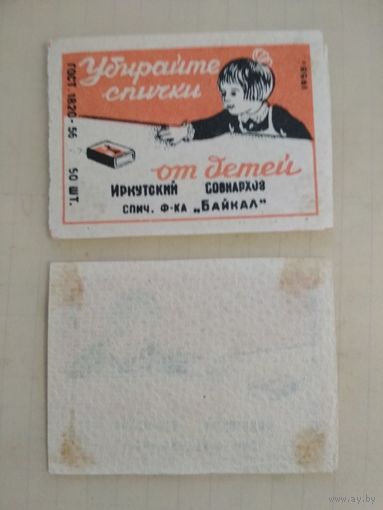 Убирайте
спички
от детей
Иркутский Совнархоз
спич. ф-ка „Байкал"
ГОСТ 1820-56 50 шт.
www.ay.by